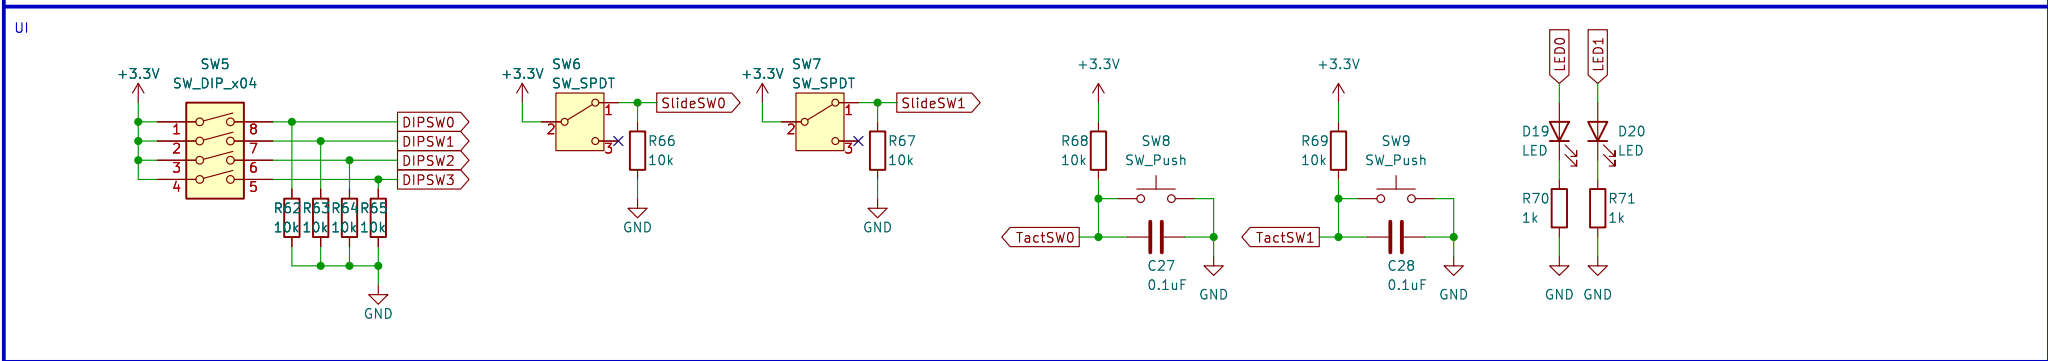 UI
SW5
SW_DIP_x04
+3.3V
1
2
3
4
8
7
6
5
DIPSW0
DIPSW1
DIPSW2
DIPSW3
R62
10k
R63
10k
R64
10k
R65
10k
GND
SW6
SW_SPDT
+3.3V
2
1
3
SlideSW0
R66
10k
GND
SW7
SW_SPDT
+3.3V
2
1
3
SlideSW1
R67
10k
GND
+3.3V
R68
10k
SW8
SW_Push
TactSW0
C27
0.1uF
GND
+3.3V
R69
10k
SW9
SW_Push
TactSW1
C28
0.1uF
GND
LED0
D19
LED
R70
1k
GND
LED1
D20
LED
R71
1k
GND